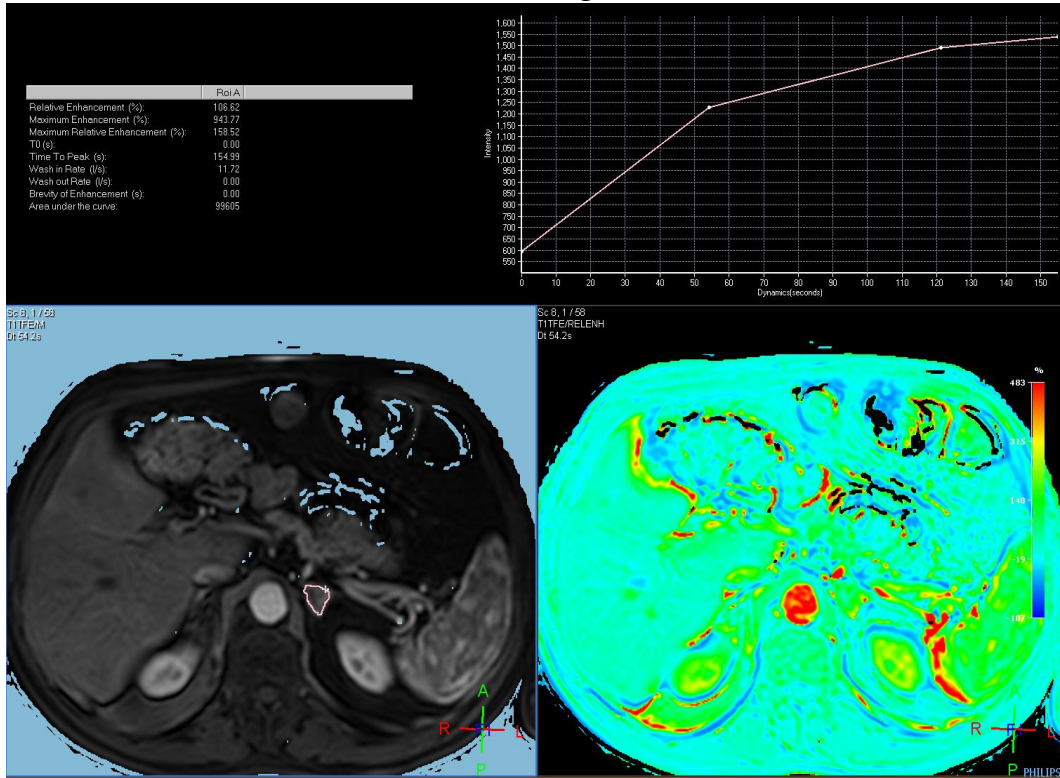 Roi A
Relative Enhancement (%): 106.62
Maximum Enhancement (%): 943.77
Maximum Relative Enhancement (%): 158.52
T0 (s): 0.00
Time To Peak (s): 154.99
Wash in Rate (l/s): 11.72
Wash out Rate (l/s): 0.00
Brevity of Enhancement (s): 0.00
Area under the curve: 99605
1,600
1,550
1,500
1,450
1,400
1,350
1,300
1,250
1,200
1,150
1,100
1,050
1,000
950
900
850
800
750
700
650
600
550
Intensity
0 10 20 30 40 50 60 70 80 90 100 110 120 130 140 150
Dynamics(seconds)
Sc 8, 1 / 58
T1TFE/M
Dt 54.2s
A
R L
P
Sc 8, 1 / 58
T1TFE/RELENH
Dt 54.2s
%
483
315
148
-19
-187
A
R L
P
PHILIPS